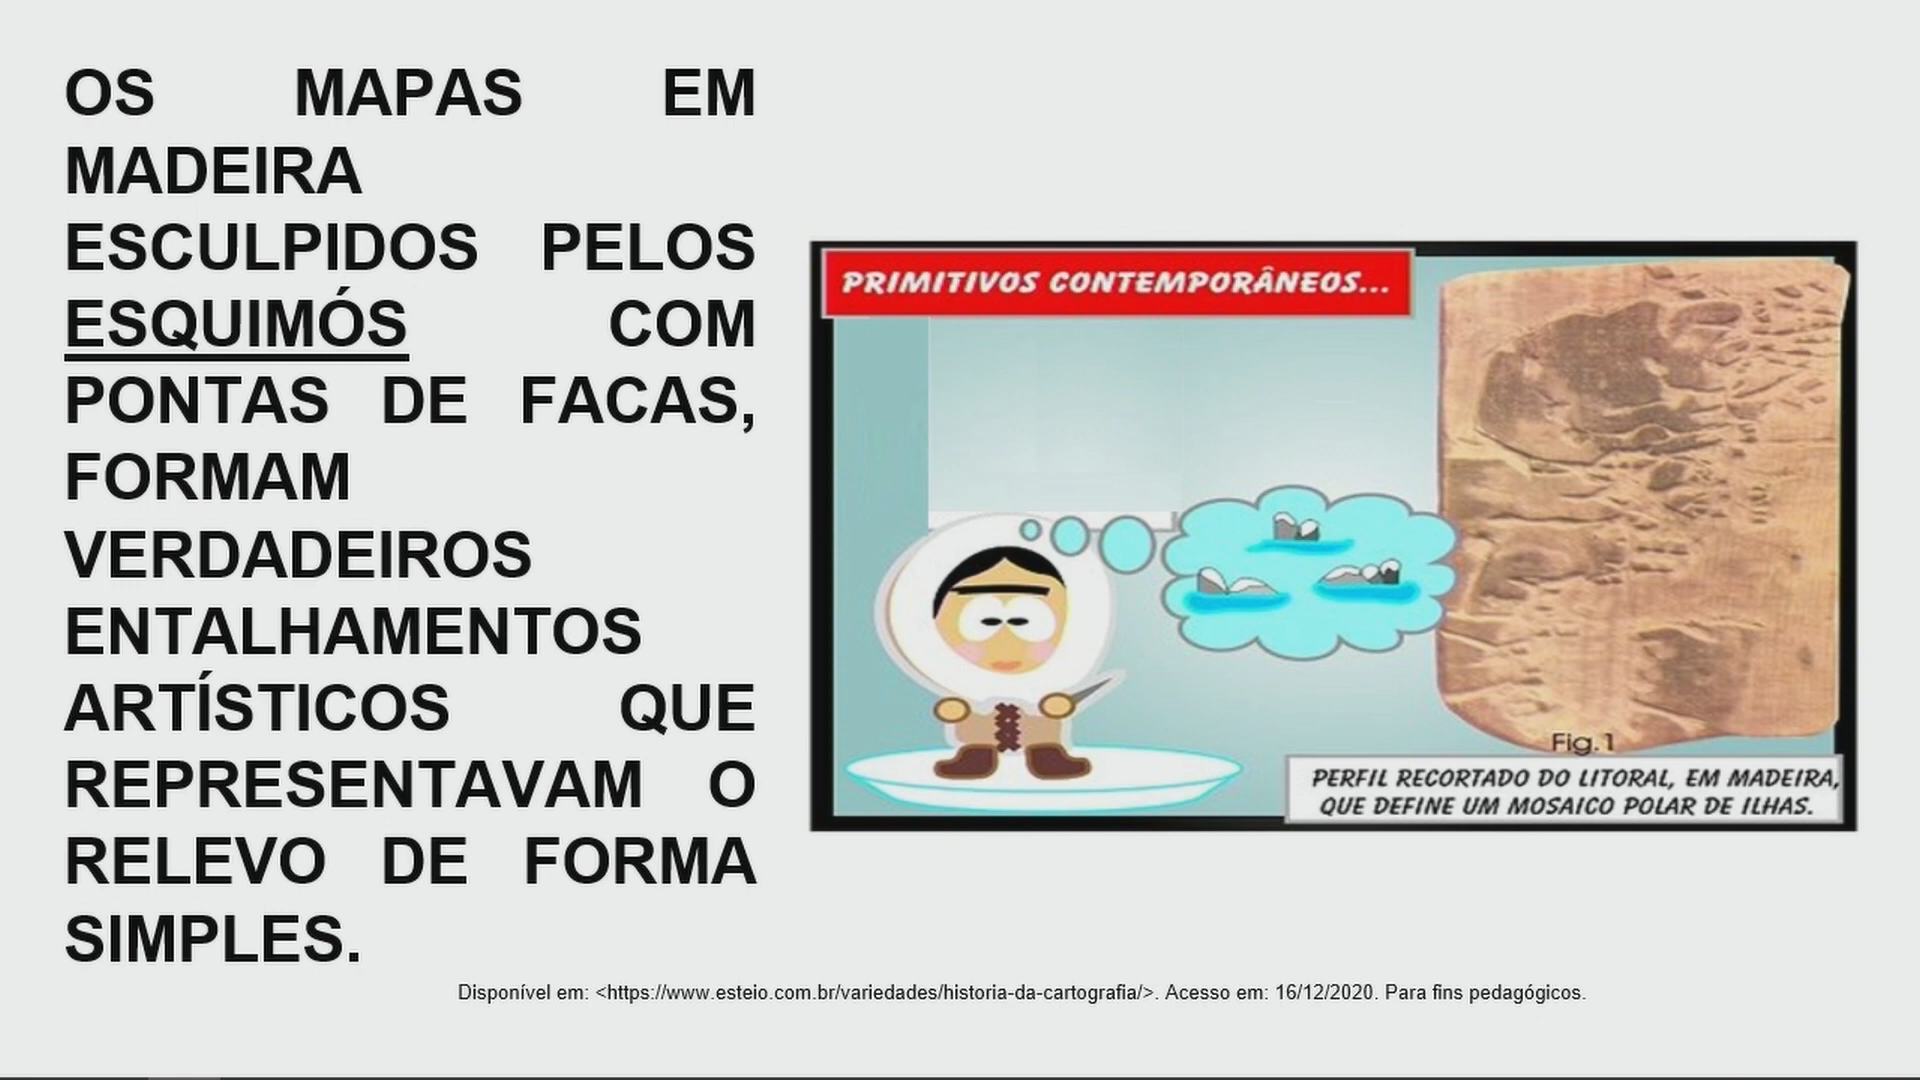 OS MAPAS EM
MADEIRA
ESCULPIDOS PELOS
ESQUIMÓS COM
PONTAS DE FACAS,
FORMAM
VERDADEIROS
ENTALHAMENTOS
ARTÍSTICOS QUE
REPRESENTAVAM O
RELEVO DE FORMA
SIMPLES.
PRIMITIVOS CONTEMPORÂNEOS...
Fig.1
PERFIL RECORTADO DO LITORAL, EM MADEIRA,
QUE DEFINE UM MOSAICO POLAR DE ILHAS.
Disponível em: <https://www.esteio.com.br/variedades/historia-da-cartografia/>. Acesso em: 16/12/2020. Para fins pedagógicos.